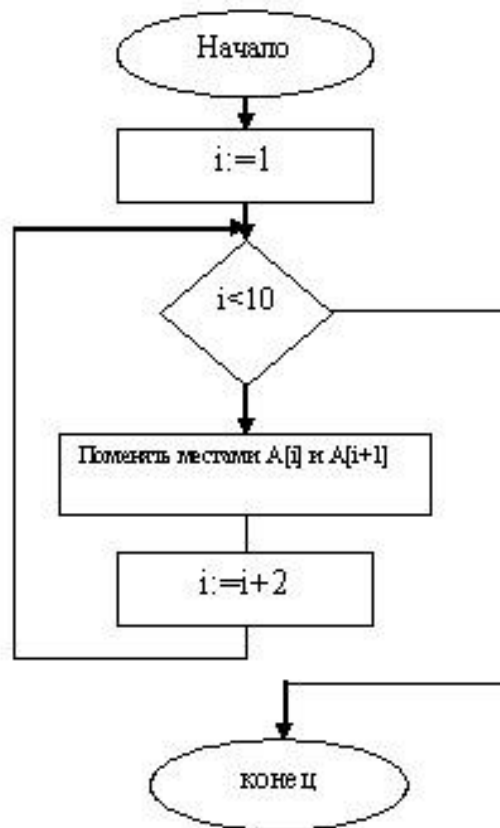 Начало
i:=1
i<10
Поменять местами A[i] и A[i+1]
i:=i+2
конец